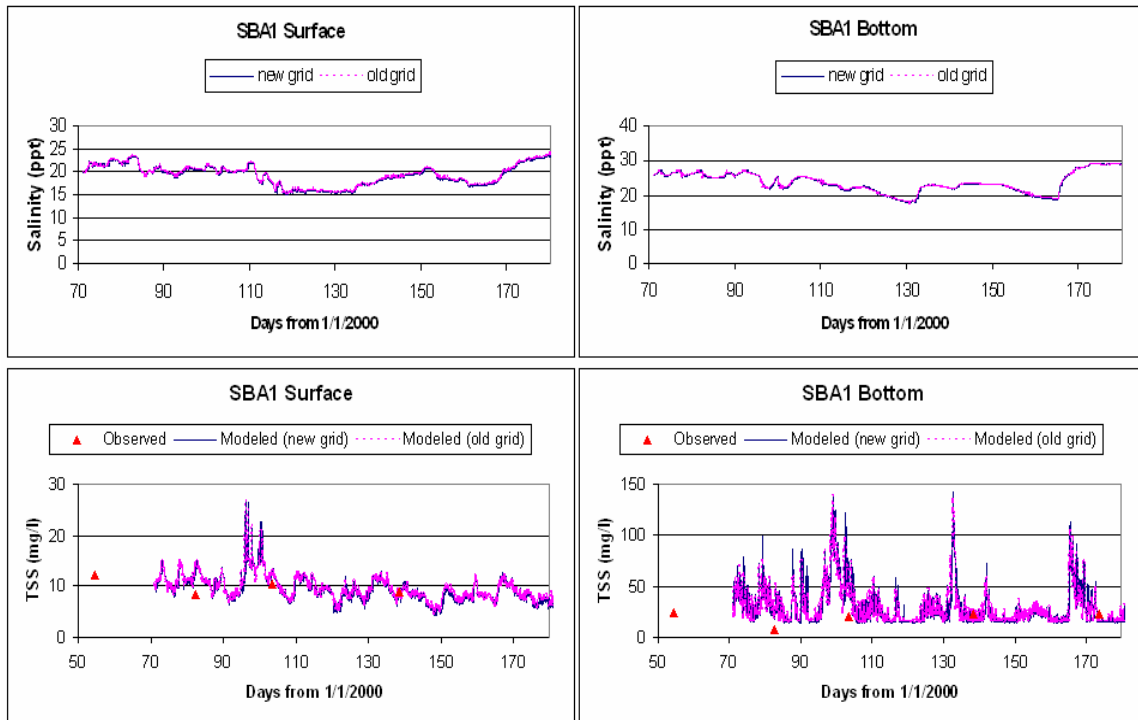 SBA1 Surface
new grid old grid
30
25
20
15
10
5
0
Salinity (ppt)
70 90 110 130 150 170
Days from 1/1/2000
SBA1 Bottom
new grid old grid
40
30
20
10
0
Salinity (ppt)
70 90 110 130 150 170
Days from 1/1/2000
SBA1 Surface
Observed Modeled (new grid) Modeled (old grid)
30
20
10
0
TSS (mg/l)
50 70 90 110 130 150 170
Days from 1/1/2000
SBA1 Bottom
Observed Modeled (new grid) Modeled (old grid)
150
100
50
0
TSS (mg/l)
50 70 90 110 130 150 170
Days from 1/1/2000